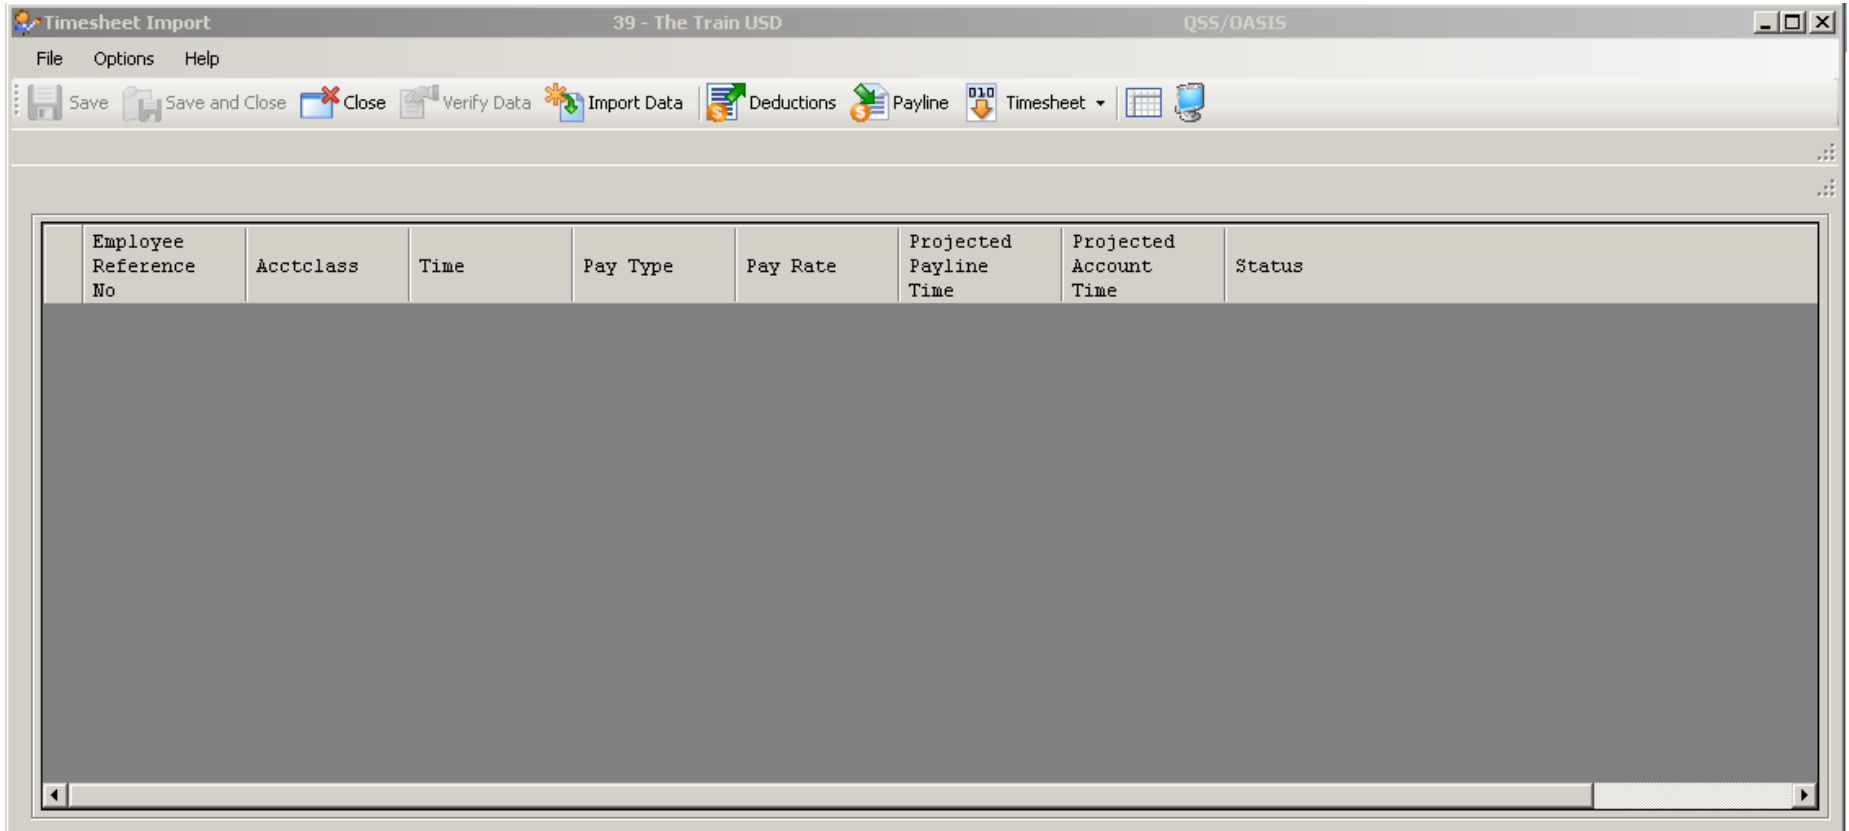 Timesheet Import 39 - The Train USD QSS/OASIS
File Options Help
Save Save and Close Close Verify Data Import Data Deductions Payline 010 Timesheet
Employee Reference No Acctclass Time Pay Type Pay Rate Projected Payline Time Projected Account Time Status